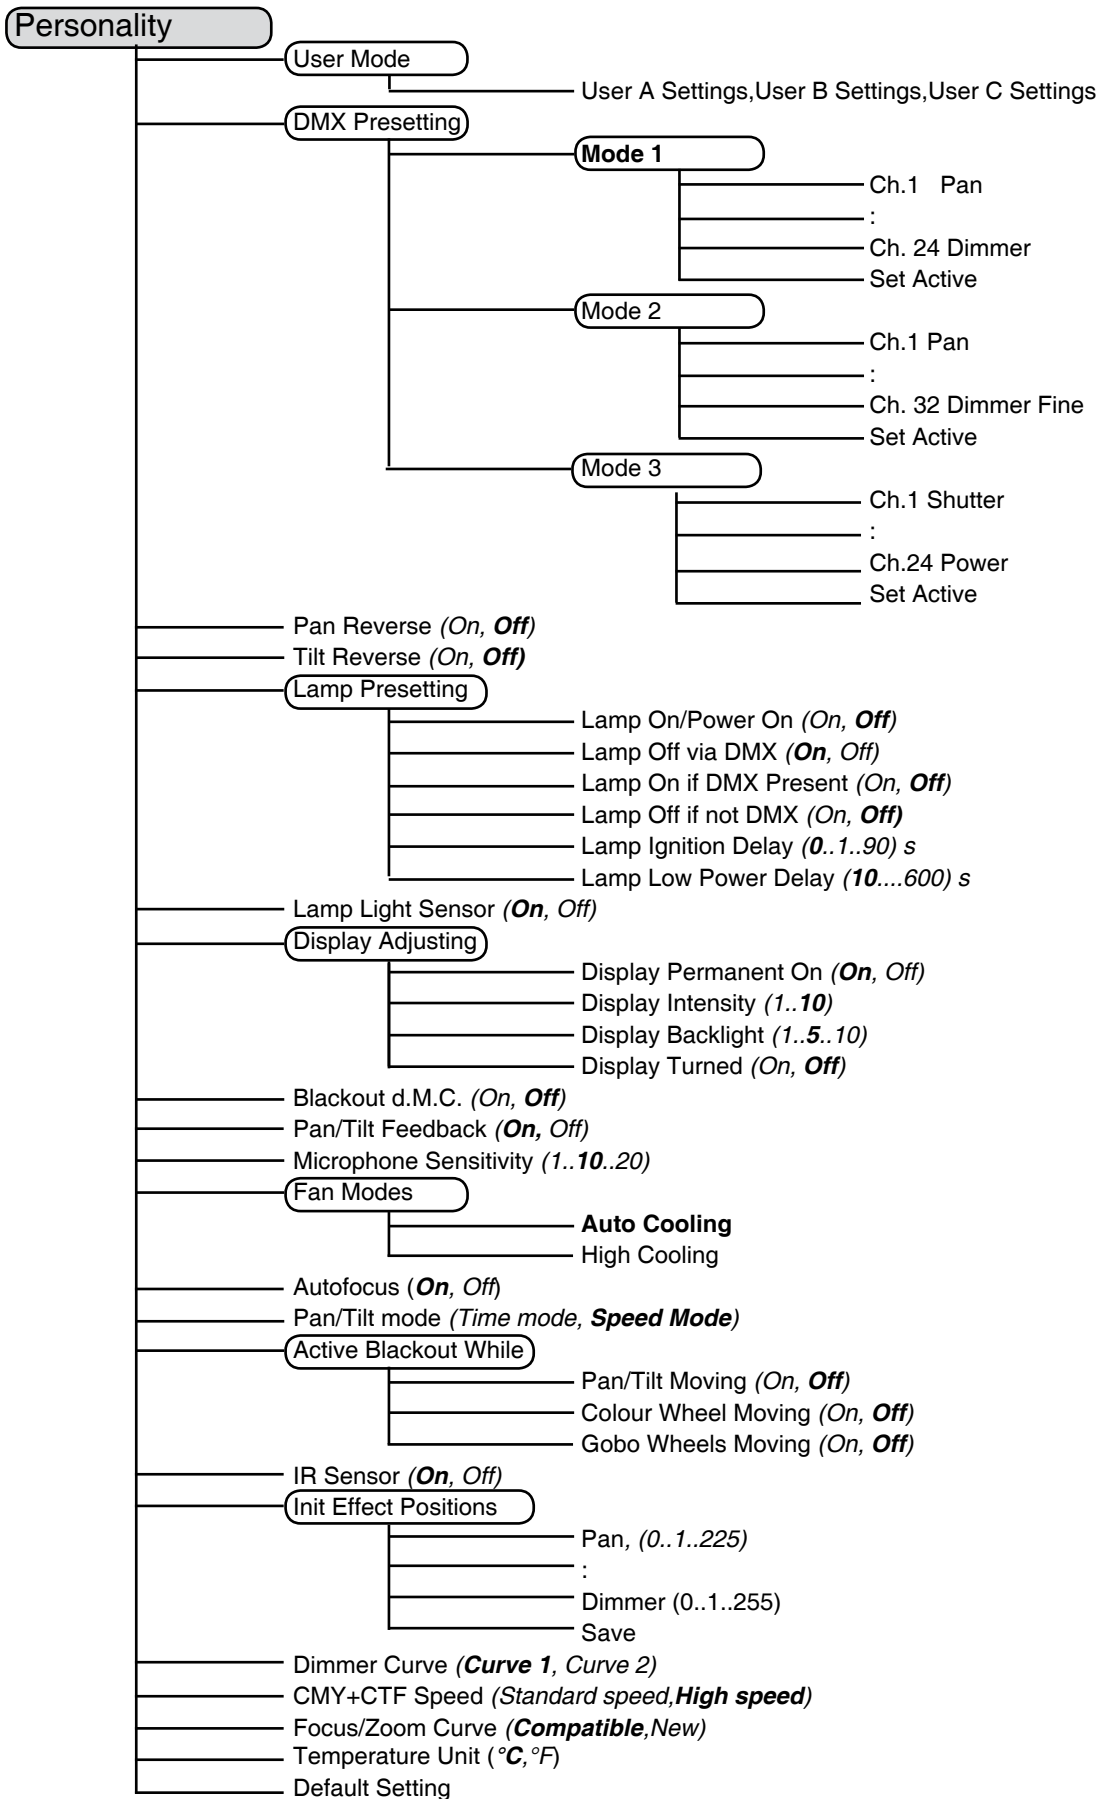 Personality
User Mode
User A Settings,User B Settings,User C Settings
DMX Presetting
Mode 1
Ch.1 Pan
:
Ch. 24 Dimmer
Set Active
Mode 2
Ch.1 Pan
:
Ch. 32 Dimmer Fine
Set Active
Mode 3
Ch.1 Shutter
:
Ch.24 Power
Set Active
Pan Reverse (On, Off)
Tilt Reverse (On, Off)
Lamp Presetting
Lamp On/Power On (On, Off)
Lamp Off via DMX (On, Off)
Lamp On if DMX Present (On, Off)
Lamp Off if not DMX (On, Off)
Lamp Ignition Delay (0..1..90) s
Lamp Low Power Delay (10....600) s
Lamp Light Sensor (On, Off)
Display Adjusting
Display Permanent On (On, Off)
Display Intensity (1..10)
Display Backlight (1..5..10)
Display Turned (On, Off)
Blackout d.M.C. (On, Off)
Pan/Tilt Feedback (On, Off)
Microphone Sensitivity (1..10..20)
Fan Modes
Auto Cooling
High Cooling
Autofocus (On, Off)
Pan/Tilt mode (Time mode, Speed Mode)
Active Blackout While
Pan/Tilt Moving (On, Off)
Colour Wheel Moving (On, Off)
Gobo Wheels Moving (On, Off)
IR Sensor (On, Off)
Init Effect Positions
Pan, (0..1..225)
:
Dimmer (0..1..255)
Save
Dimmer Curve (Curve 1, Curve 2)
CMY+CTF Speed (Standard speed,High speed)
Focus/Zoom Curve (Compatible,New)
Temperature Unit (°C,°F)
Default Setting